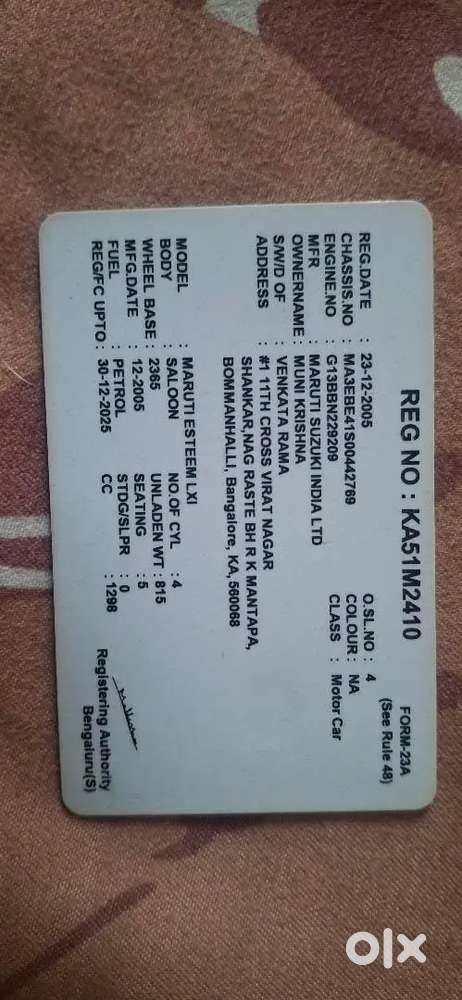 FORM-23A
(See Rule 48)
REG NO : KA51M2410
REG.DATE : 23-12-2005 O.SL.NO : 4
CHASSIS.NO : MA3EBE41S00442769 COLOUR : NA
ENGINE.NO : G13BBN229209 CLASS : Motor Car
MFR : MARUTI SUZUKI INDIA LTD
OWNERNAME : MUNI KRISHNA
S/W/D OF : VENKATA RAMA
ADDRESS : #1 11TH CROSS VIRAT NAGAR
SHANKAR,NAG RASTE BH R K MANTAPA,
BOMMANHALLI, Bangalore, KA, 560068
MODEL : MARUTI ESTEEM LXI
BODY : SALOON NO.OF CYL : 4
WHEEL BASE : 2365 UNLADEN WT : 815
MFG.DATE : 12-2005 SEATING : 5
FUEL : PETROL STDG/SLPR : 0
REG/FC UPTO : 30-12-2025 CC : 1298
Registering Authority
Bengaluru(S)
olx